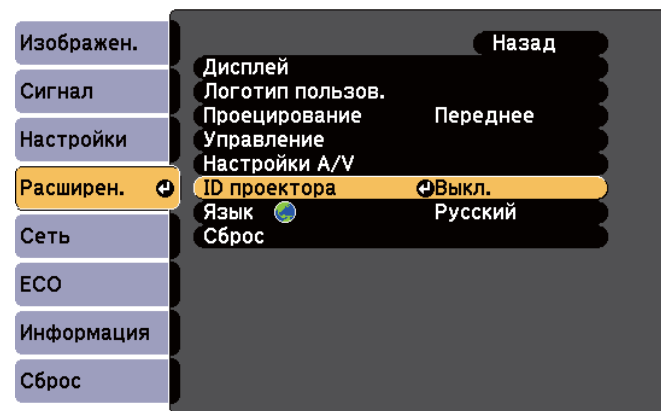 Изображен.
Сигнал
Настройки
Расширен.
Сеть
ECO
Информация
Сброс
Назад
Дисплей
Логотип пользов.
Проецирование Переднее
Управление
Настройки A/V
ID проектора Выкл.
Язык Русский
Сброс